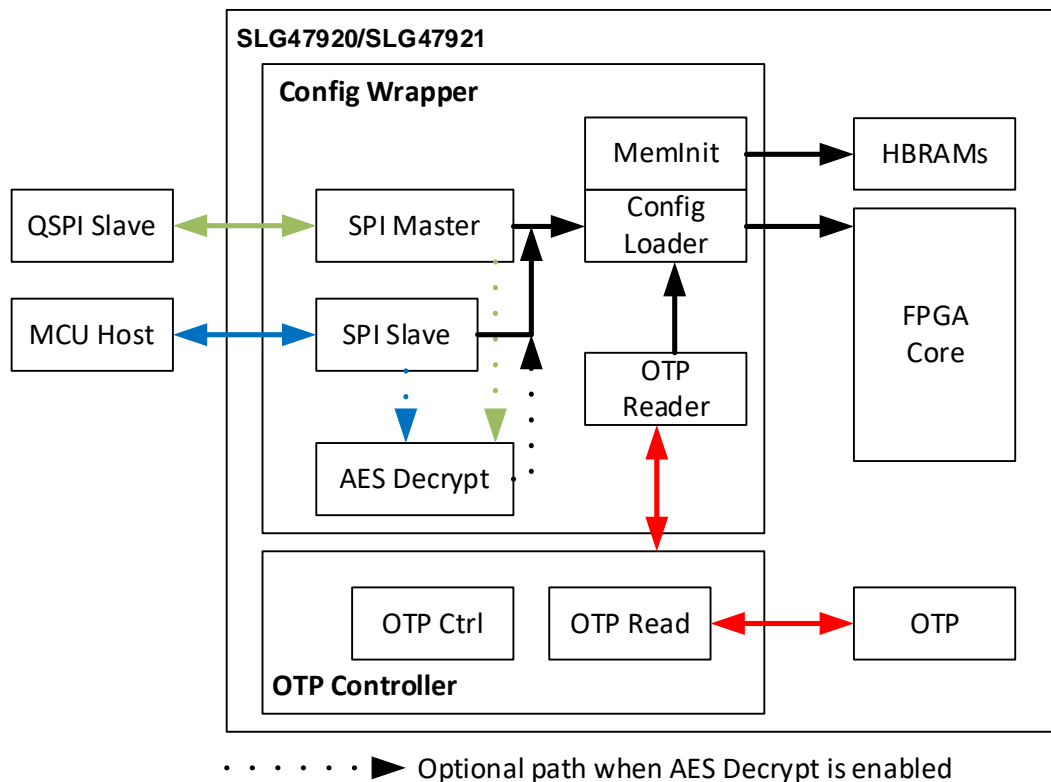 SLG47920/SLG47921
Config Wrapper
MemInit
HBRAMs
QSPI Slave
SPI Master
Config
Loader
MCU Host
SPI Slave
FPGA
Core
OTP
Reader
AES Decrypt
OTP Ctrl
OTP Read
OTP
OTP Controller
Optional path when AES Decrypt is enabled